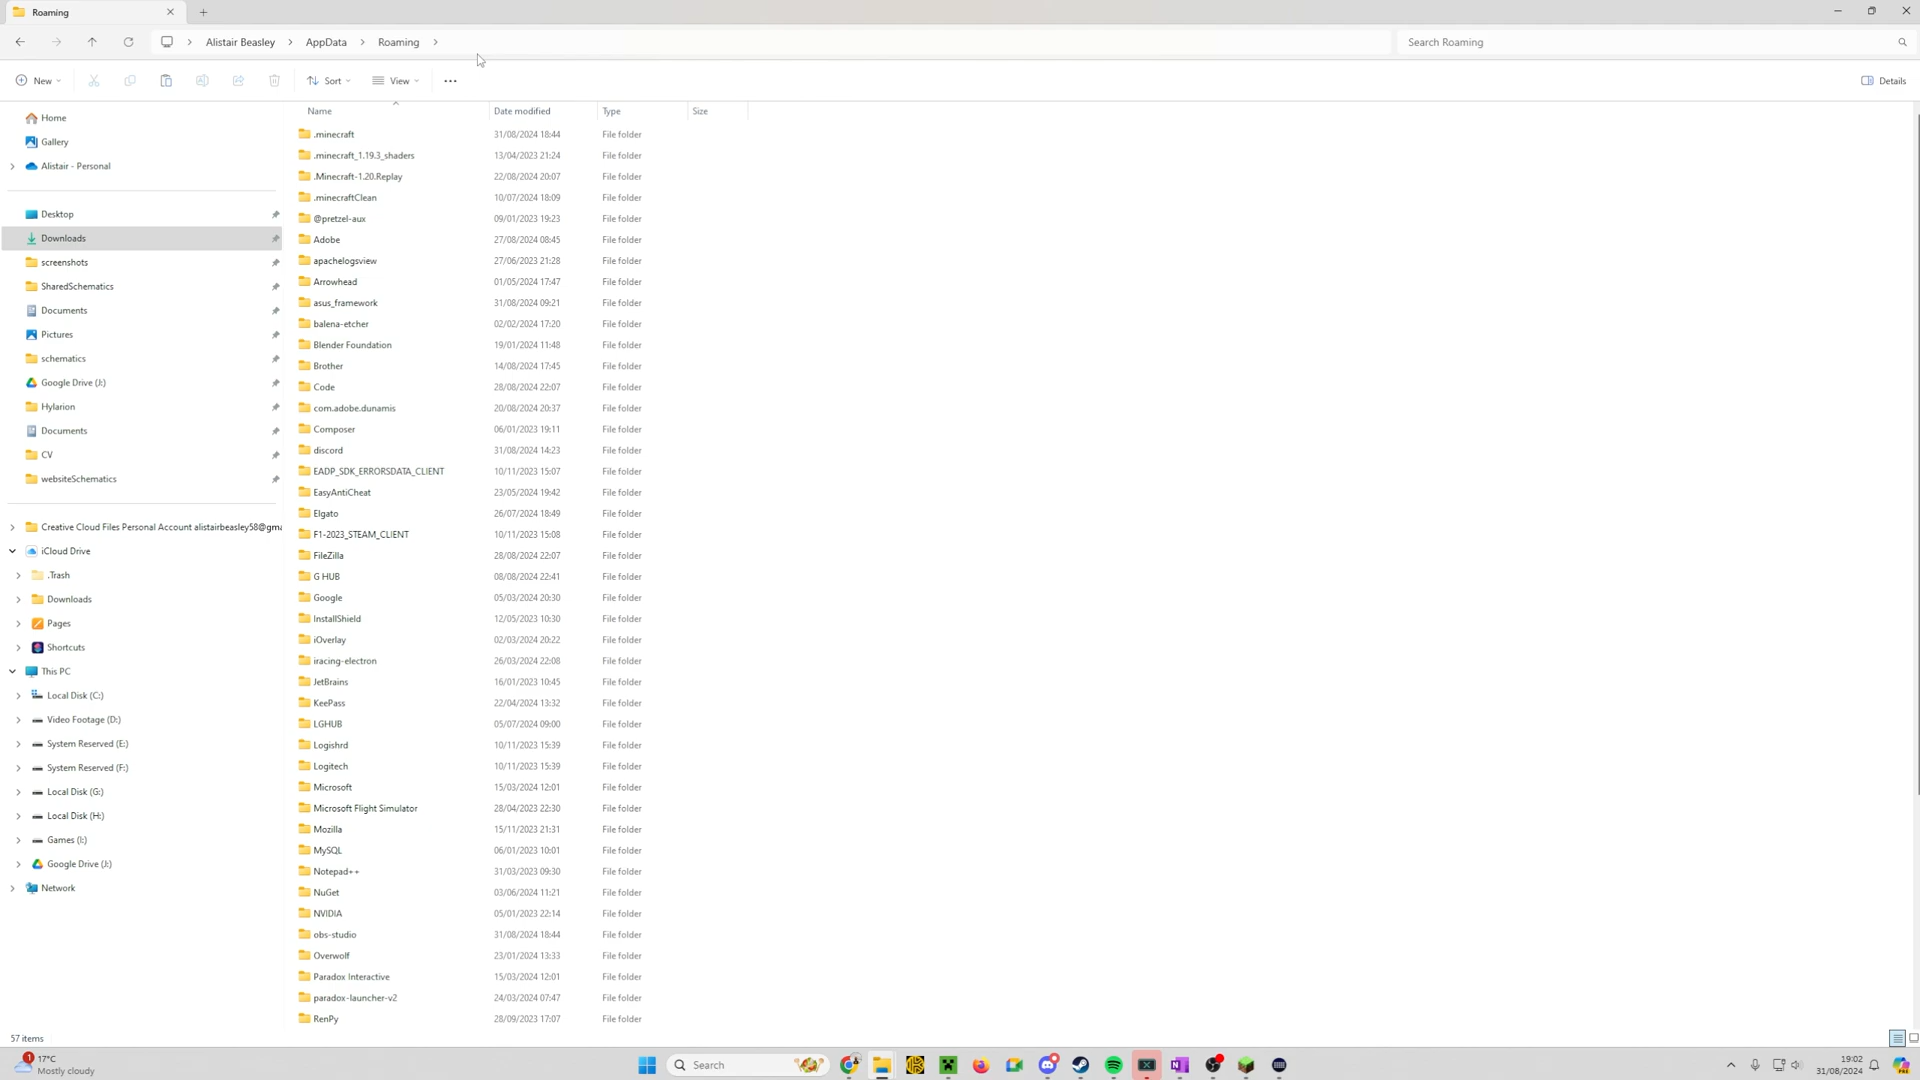 Roaming
Alistair Beasley AppData Roaming
Search Roaming
New Sort View Details
Name Date modified Type Size
Home
Gallery
Alistair - Personal
Desktop
Downloads
screenshots
SharedSchematics
Documents
Pictures
schematics
Google Drive (J:)
Hylarion
Documents
CV
websiteSchematics
Creative Cloud Files Personal Account alistairbeasley58@gma
iCloud Drive
.Trash
Downloads
Pages
Shortcuts
This PC
Local Disk (C:)
Video Footage (D:)
System Reserved (E:)
System Reserved (F:)
Local Disk (G:)
Local Disk (H:)
Games (I:)
Google Drive (J:)
Network
.minecraft 31/08/2024 18:44 File folder
.minecraft_1.19.3_shaders 13/04/2023 21:24 File folder
.Minecraft-1.20.Replay 22/08/2024 20:07 File folder
.minecraftClean 10/07/2024 18:09 File folder
@pretzel-aux 09/01/2023 19:23 File folder
Adobe 27/08/2024 08:45 File folder
apachelogsview 27/06/2023 21:28 File folder
Arrowhead 01/05/2024 17:47 File folder
asus_framework 31/08/2024 09:21 File folder
balena-etcher 02/02/2024 17:20 File folder
Blender Foundation 19/01/2024 11:48 File folder
Brother 14/08/2024 17:45 File folder
Code 28/08/2024 22:07 File folder
com.adobe.dunamis 20/08/2024 20:37 File folder
Composer 06/01/2023 19:11 File folder
discord 31/08/2024 14:23 File folder
EADP_SDK_ERRORSDATA_CLIENT 10/11/2023 15:07 File folder
EasyAntiCheat 23/05/2024 19:42 File folder
Elgato 26/07/2024 18:49 File folder
F1-2023_STEAM_CLIENT 10/11/2023 15:08 File folder
FileZilla 28/08/2024 22:07 File folder
G HUB 08/08/2024 22:41 File folder
Google 05/03/2024 20:30 File folder
InstallShield 12/05/2023 10:30 File folder
iOverlay 02/03/2024 20:22 File folder
iracing-electron 26/03/2024 22:08 File folder
JetBrains 16/01/2023 10:45 File folder
KeePass 22/04/2024 13:32 File folder
LGHUB 05/07/2024 09:00 File folder
Logishrd 10/11/2023 15:39 File folder
Logitech 10/11/2023 15:39 File folder
Microsoft 15/03/2024 12:01 File folder
Microsoft Flight Simulator 28/04/2023 22:30 File folder
Mozilla 15/11/2023 21:31 File folder
MySQL 06/01/2023 10:01 File folder
Notepad++ 31/03/2023 09:30 File folder
NuGet 03/06/2024 11:21 File folder
NVIDIA 05/01/2023 22:14 File folder
obs-studio 31/08/2024 18:44 File folder
Overwolf 23/01/2024 13:33 File folder
Paradox Interactive 15/03/2024 12:01 File folder
paradox-launcher-v2 24/03/2024 07:47 File folder
RenPy 28/09/2023 17:07 File folder
57 items
1 17°C
Mostly cloudy
Search
19:02
31/08/2024
PRE